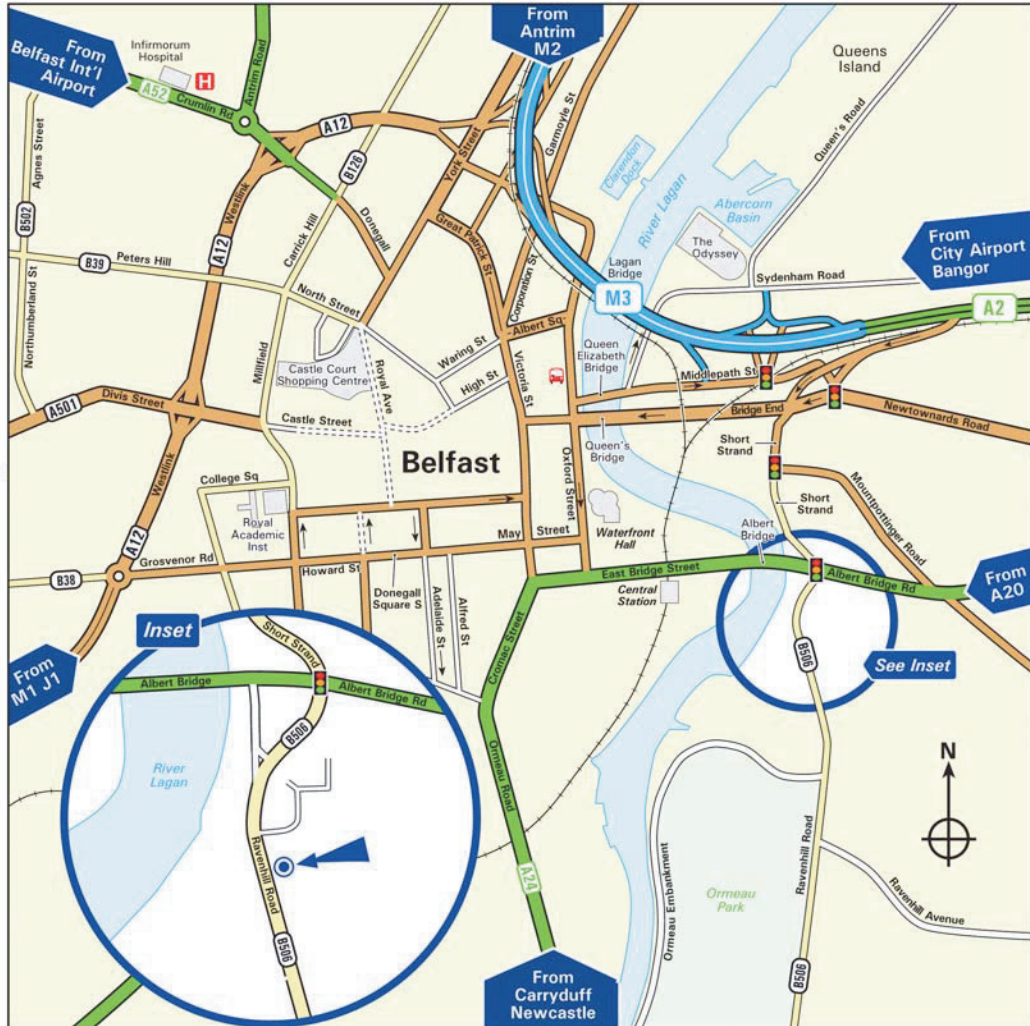 From
Antrim
M2
From
Belfast Int'l
Airport
Infirmorum
Hospital
H
A52
Crumlin Rd
Antrim Road
Queens
Island
Agnes Street
B502
Northumberland St
Westlink
A12
A12
B126
Carrick Hill
Donegall
York Street
Great Patrick St
Garmoyle St
Corporation St
Clarendon
Dock
River Lagan
Abercorn
Basin
Queen's Road
The
Odyssey
From
City Airport
Bangor
Lagan
Bridge
Sydenham Road
M3
A2
B39
Peters Hill
North Street
Albert Sq
Waring St
High St
Victoria St
Castle Court
Shopping Centre
Royal Ave
Millfield
Queen
Elizabeth
Bridge
Middlepath St
A501
Divis Street
Castle Street
Bridge End
Newtownards Road
Queen's
Bridge
Short
Strand
Belfast
Oxford Street
College Sq
Royal
Academic
Inst
Westlink
A12
Waterfront
Hall
Short
Strand
Mountpottinger Road
May Street
Albert
Bridge
B38
Grosvenor Rd
Howard St
Donegall
Square S
Adelaide St
Alfred St
East Bridge Street
Central
Station
Albert Bridge Rd
From
A20
From
M1 J1
Cromac Street
B506
See Inset
Inset
Short Strand
Albert Bridge
Albert Bridge Rd
B506
River
Lagan
Ravenhill Road
B506
Ormeau Road
A24
N
Ormeau Embankment
Ormeau
Park
Ravenhill Road
Ravenhill Avenue
B506
From
Carryduff
Newcastle